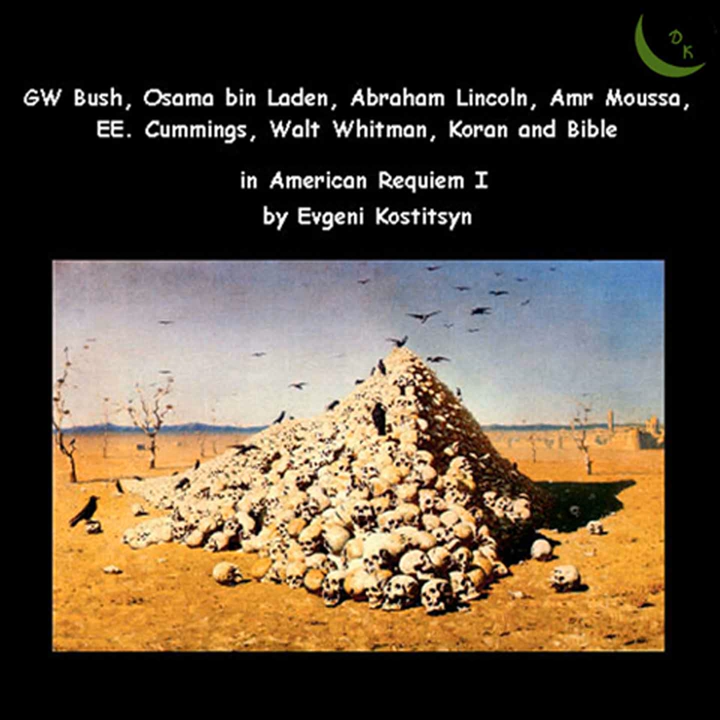 D
K
GW Bush, Osama bin Laden, Abraham Lincoln, Amr Moussa,
EE. Cummings, Walt Whitman, Koran and Bible
in American Requiem I
by Evgeni Kostitsyn